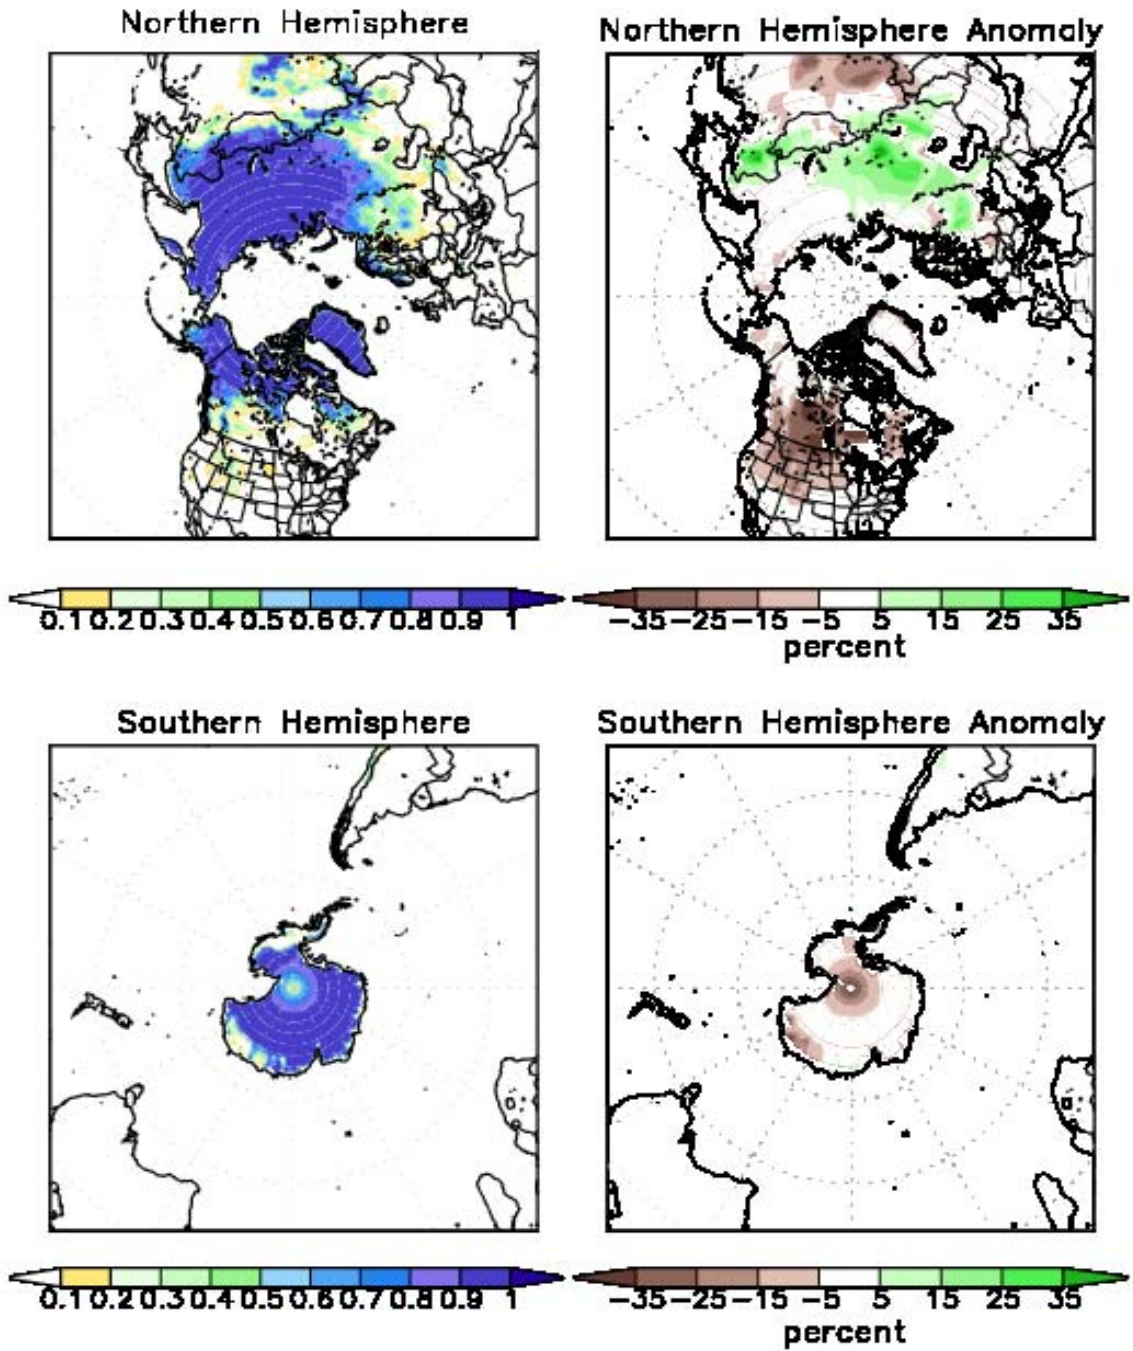 Northern Hemisphere
Northern Hemisphere Anomaly
0.1 0.2 0.3 0.4 0.5 0.6 0.7 0.8 0.9 1
-35 -25 -15 -5 5 15 25 35
percent
Southern Hemisphere
Southern Hemisphere Anomaly
0.1 0.2 0.3 0.4 0.5 0.6 0.7 0.8 0.9 1
-35 -25 -15 -5 5 15 25 35
percent